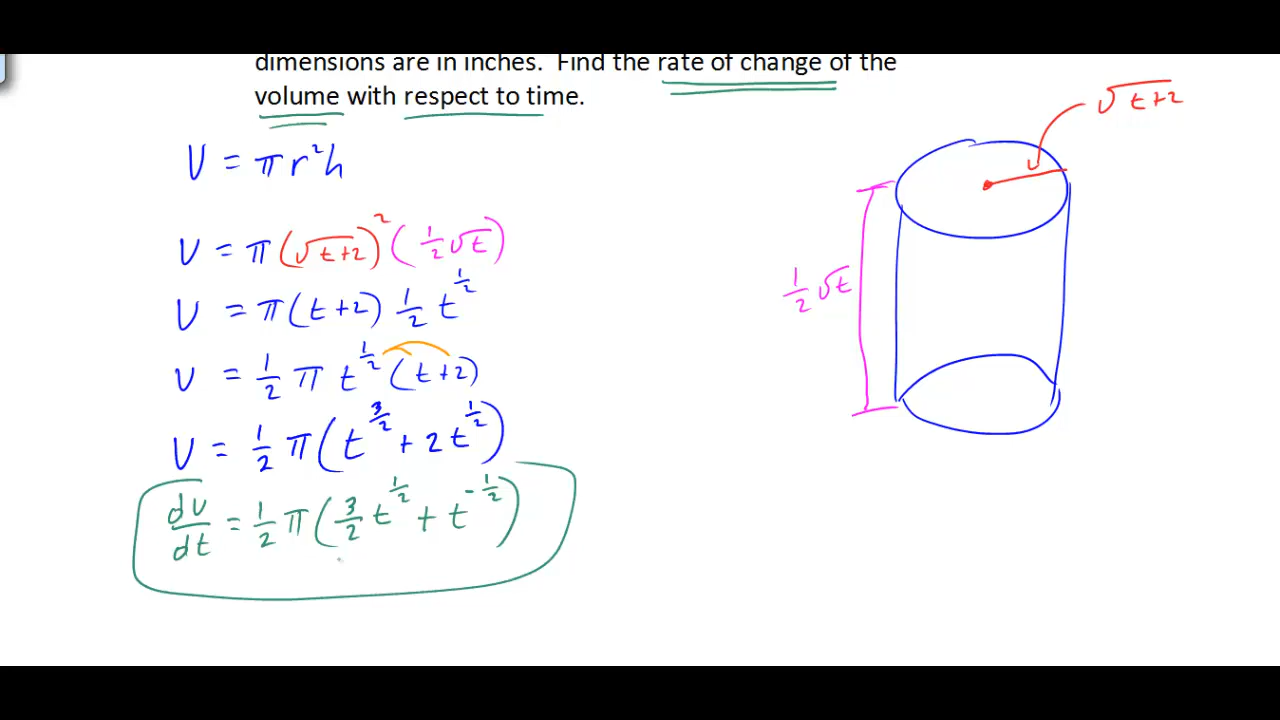 dimensions are in inches. Find the rate of change of the
volume with respect to time.
√t+2
V = πr²h
V = π(√t+2)²(½√t)
½√t
V = π(t+2) ½ t^½
V = ½ π t^½ (t+2)
V = ½ π(t^3/2 + 2t^½)
dV/dt = ½ π(3/2 t^½ + t^-½)